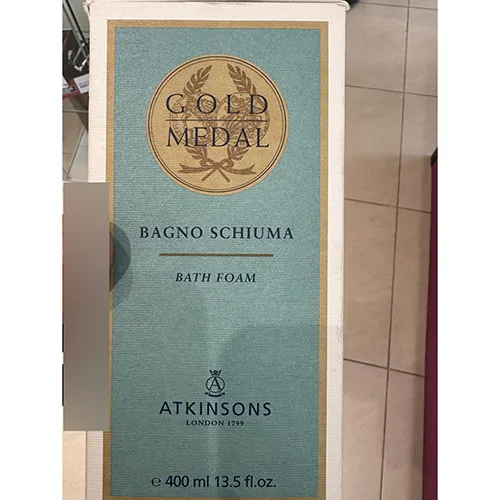 GOLD
MEDAL
BAGNO SCHIUMA
BATH FOAM
A
ATKINSONS
LONDON 1799
℮ 400 ml 13.5 fl.oz.